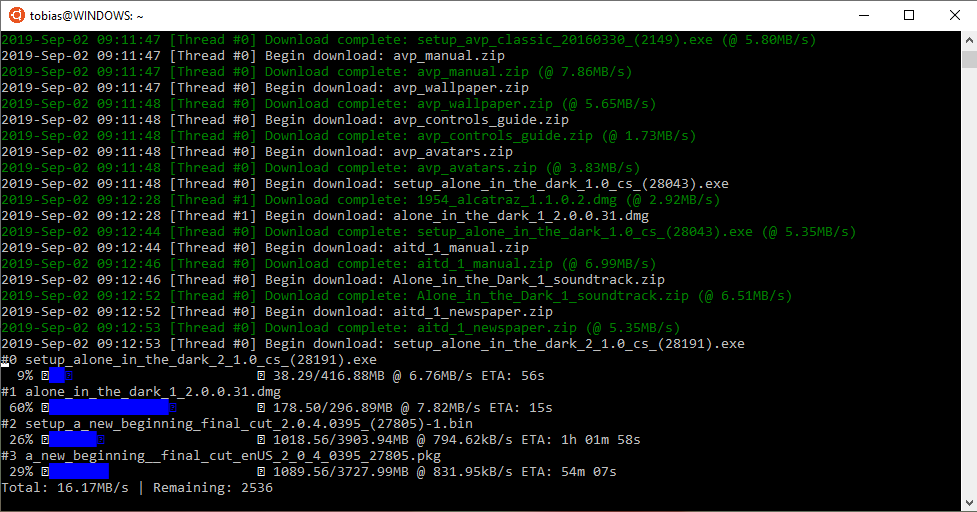 tobias@WINDOWS: ~
2019-Sep-02 09:11:47 [Thread #0] Download complete: setup_avp_classic_20160330_(2149).exe (@ 5.80MB/s)
2019-Sep-02 09:11:47 [Thread #0] Begin download: avp_manual.zip
2019-Sep-02 09:11:47 [Thread #0] Download complete: avp_manual.zip (@ 7.86MB/s)
2019-Sep-02 09:11:47 [Thread #0] Begin download: avp_wallpaper.zip
2019-Sep-02 09:11:48 [Thread #0] Download complete: avp_wallpaper.zip (@ 5.65MB/s)
2019-Sep-02 09:11:48 [Thread #0] Begin download: avp_controls_guide.zip
2019-Sep-02 09:11:48 [Thread #0] Download complete: avp_controls_guide.zip (@ 1.73MB/s)
2019-Sep-02 09:11:48 [Thread #0] Begin download: avp_avatars.zip
2019-Sep-02 09:11:48 [Thread #0] Download complete: avp_avatars.zip (@ 3.83MB/s)
2019-Sep-02 09:11:48 [Thread #0] Begin download: setup_alone_in_the_dark_1.0_cs_(28043).exe
2019-Sep-02 09:12:28 [Thread #1] Download complete: 1954_alcatraz_1.1.0.2.dmg (@ 2.92MB/s)
2019-Sep-02 09:12:28 [Thread #1] Begin download: alone_in_the_dark_1_2.0.0.31.dmg
2019-Sep-02 09:12:44 [Thread #0] Download complete: setup_alone_in_the_dark_1.0_cs_(28043).exe (@ 5.35MB/s)
2019-Sep-02 09:12:44 [Thread #0] Begin download: aitd_1_manual.zip
2019-Sep-02 09:12:46 [Thread #0] Download complete: aitd_1_manual.zip (@ 6.99MB/s)
2019-Sep-02 09:12:46 [Thread #0] Begin download: Alone_in_the_Dark_1_soundtrack.zip
2019-Sep-02 09:12:52 [Thread #0] Download complete: Alone_in_the_Dark_1_soundtrack.zip (@ 6.51MB/s)
2019-Sep-02 09:12:52 [Thread #0] Begin download: aitd_1_newspaper.zip
2019-Sep-02 09:12:53 [Thread #0] Download complete: aitd_1_newspaper.zip (@ 5.35MB/s)
2019-Sep-02 09:12:53 [Thread #0] Begin download: setup_alone_in_the_dark_2_1.0_cs_(28191).exe
#0 setup_alone_in_the_dark_2_1.0_cs_(28191).exe
9% 38.29/416.88MB @ 6.76MB/s ETA: 56s
#1 alone_in_the_dark_1_2.0.0.31.dmg
60% 178.50/296.89MB @ 7.82MB/s ETA: 15s
#2 setup_a_new_beginning_final_cut_2.0.4.0395_(27805)-1.bin
26% 1018.56/3903.94MB @ 794.62kB/s ETA: 1h 01m 58s
#3 a_new_beginning__final_cut_enUS_2_0_4_0395_27805.pkg
29% 1089.56/3727.99MB @ 831.95kB/s ETA: 54m 07s
Total: 16.17MB/s | Remaining: 2536